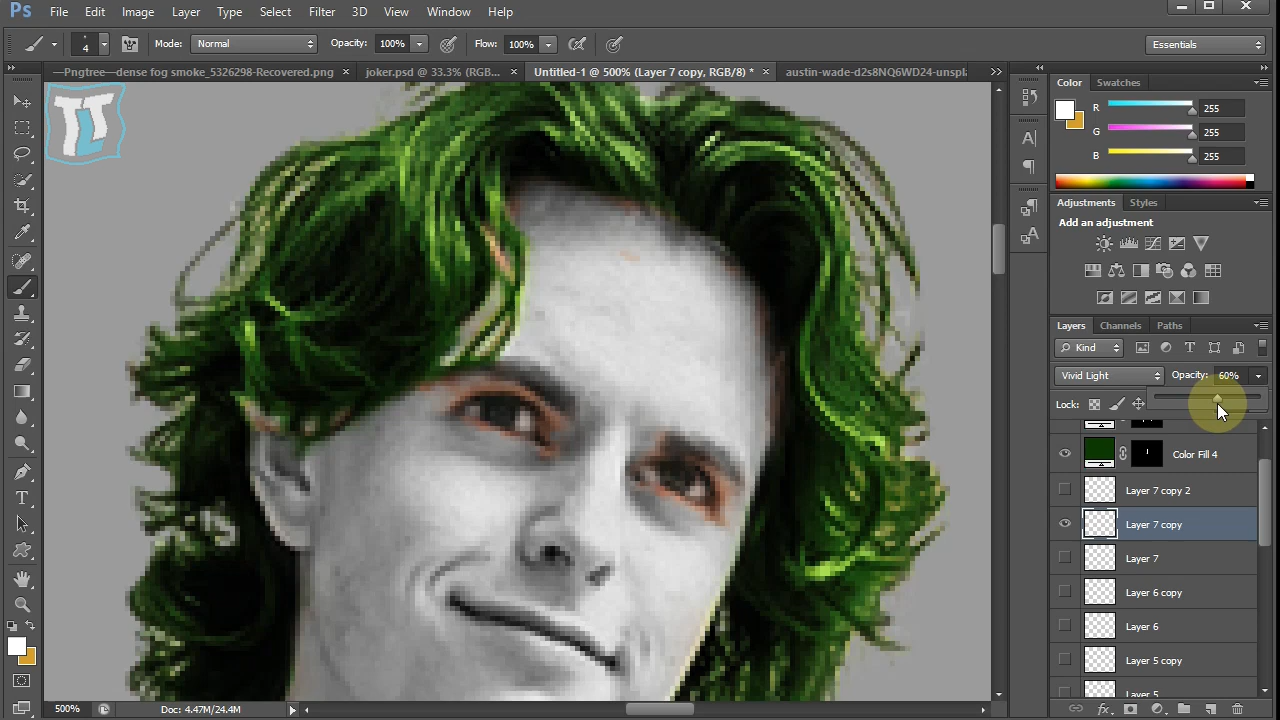 Ps File Edit Image Layer Type Select Filter 3D View Window Help
4 Mode: Normal Opacity: 100% Flow: 100% Essentials
—Pngtree—dense fog smoke_5326298-Recovered.png × joker.psd @ 33.3% (RGB... × Untitled-1 @ 500% (Layer 7 copy, RGB/8) * × austin-wade-d2s8NQ6WD24-unspl
Color Swatches
R 255
G 255
B 255
Adjustments Styles
Add an adjustment
Layers Channels Paths
Kind
Vivid Light Opacity: 60%
Lock:
Color Fill 4
Layer 7 copy 2
Layer 7 copy
Layer 7
Layer 6 copy
Layer 6
Layer 5 copy
Layer 5
500% Doc: 4.47M/24.4M